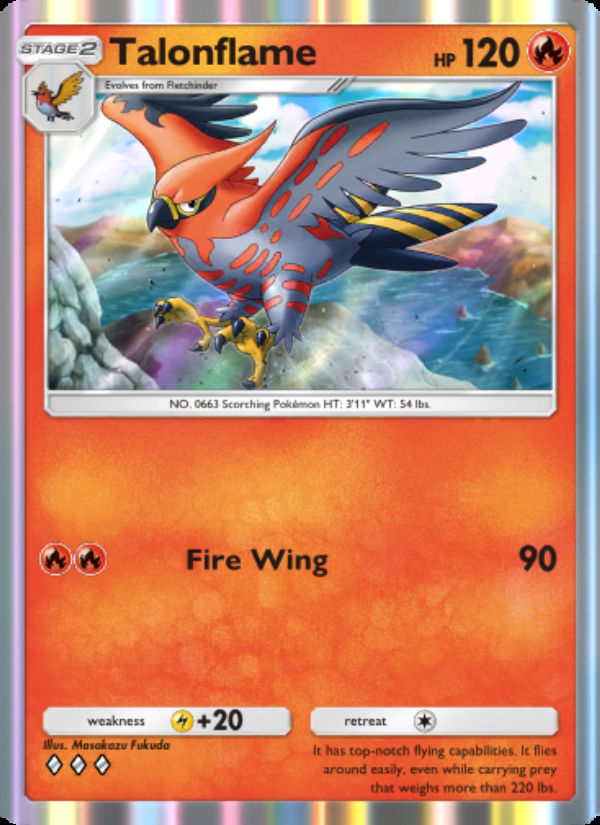 STAGE 2
Talonflame
HP 120
Evolves from Fletchinder
NO. 0663 Scorching Pokémon HT: 3'11" WT: 54 lbs.
Fire Wing 90
weakness +20
retreat
Illus. Masakazu Fukuda
It has top-notch flying capabilities. It flies
around easily, even while carrying prey
that weighs more than 220 lbs.